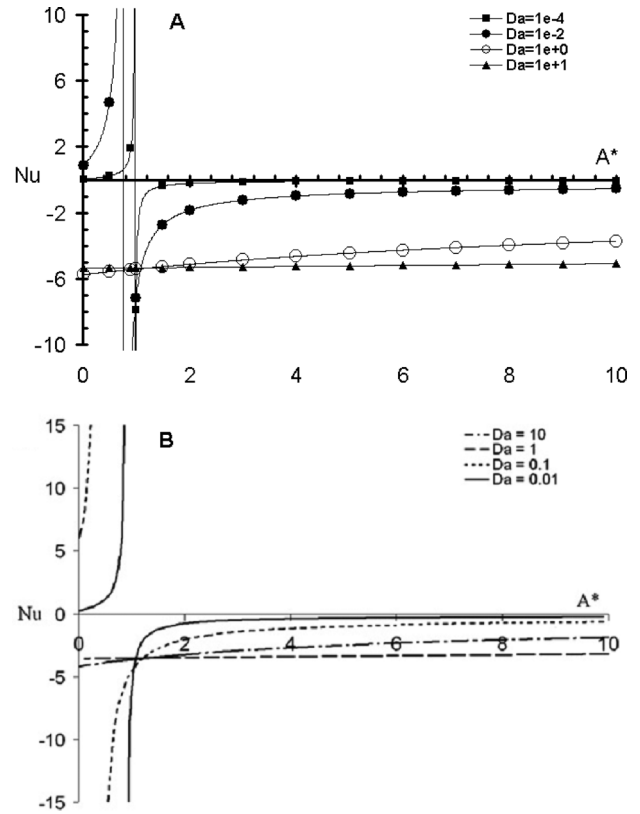 10
A
Da=1e-4
Da=1e-2
Da=1e+0
Da=1e+1
6
2
Nu
A*
-2
-6
-10
0 2 4 6 8 10
15
B
Da = 10
Da = 1
Da = 0.1
Da = 0.01
10
5
A*
Nu 0
0 2 4 6 8 10
-5
-10
-15